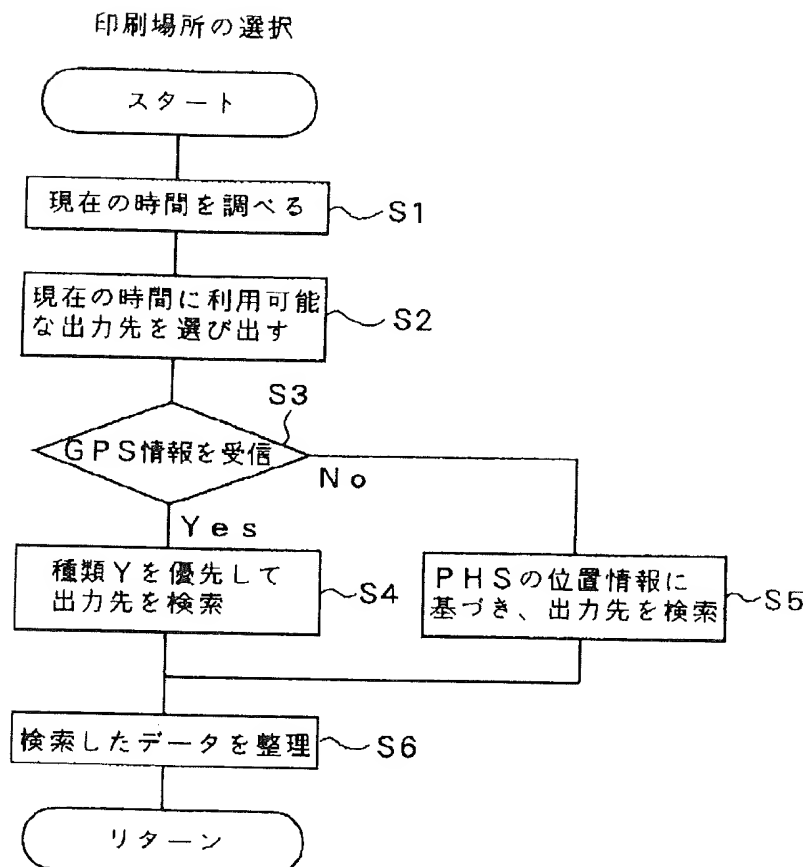 印刷場所の選択
スタート
現在の時間を調べる
S1
現在の時間に利用可能
な出力先を選び出す
S2
S3
GPS情報を受信
No
Yes
種類Yを優先して
出力先を検索
S4
PHSの位置情報に
基づき、出力先を検索
S5
検索したデータを整理
S6
リターン